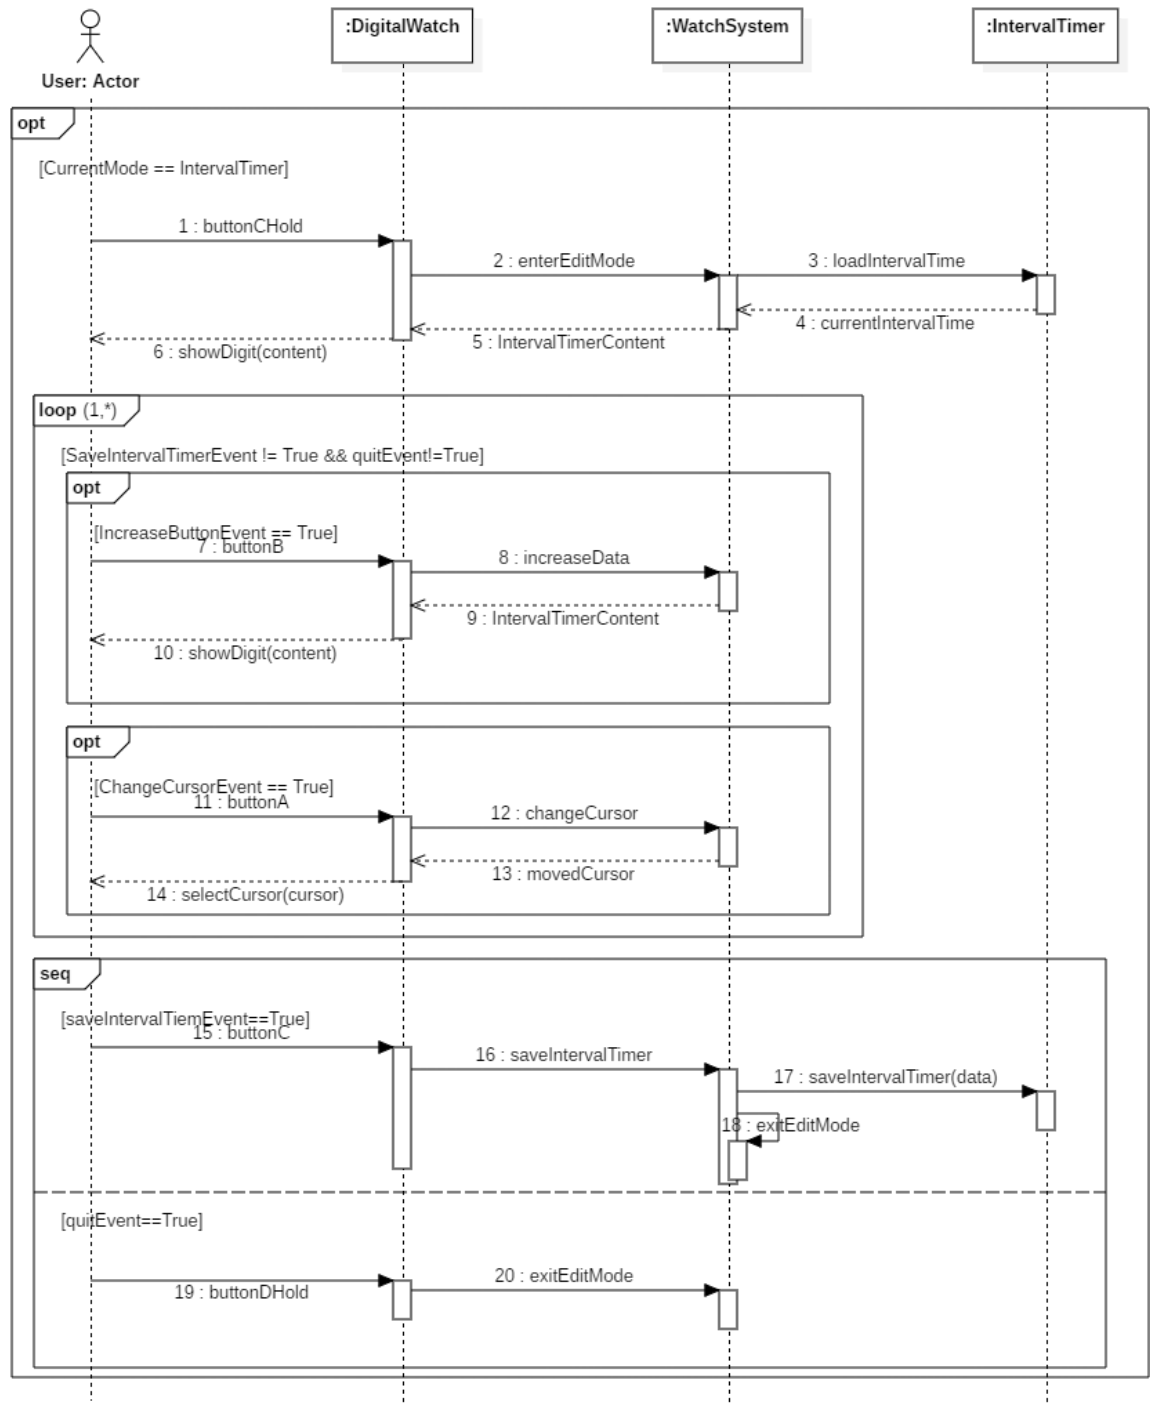 :DigitalWatch
:WatchSystem
:IntervalTimer
User: Actor
opt
[CurrentMode == IntervalTimer]
1 : buttonCHold
2 : enterEditMode
3 : loadIntervalTime
4 : currentIntervalTime
5 : IntervalTimerContent
6 : showDigit(content)
loop (1,*)
[SaveIntervalTimerEvent != True && quitEvent!=True]
opt
[IncreaseButtonEvent == True]
7 : buttonB
8 : increaseData
9 : IntervalTimerContent
10 : showDigit(content)
opt
[ChangeCursorEvent == True]
11 : buttonA
12 : changeCursor
13 : movedCursor
14 : selectCursor(cursor)
seq
[saveIntervalTiemEvent==True]
15 : buttonC
16 : saveIntervalTimer
17 : saveIntervalTimer(data)
18 : exitEditMode
[quitEvent==True]
19 : buttonDHold
20 : exitEditMode